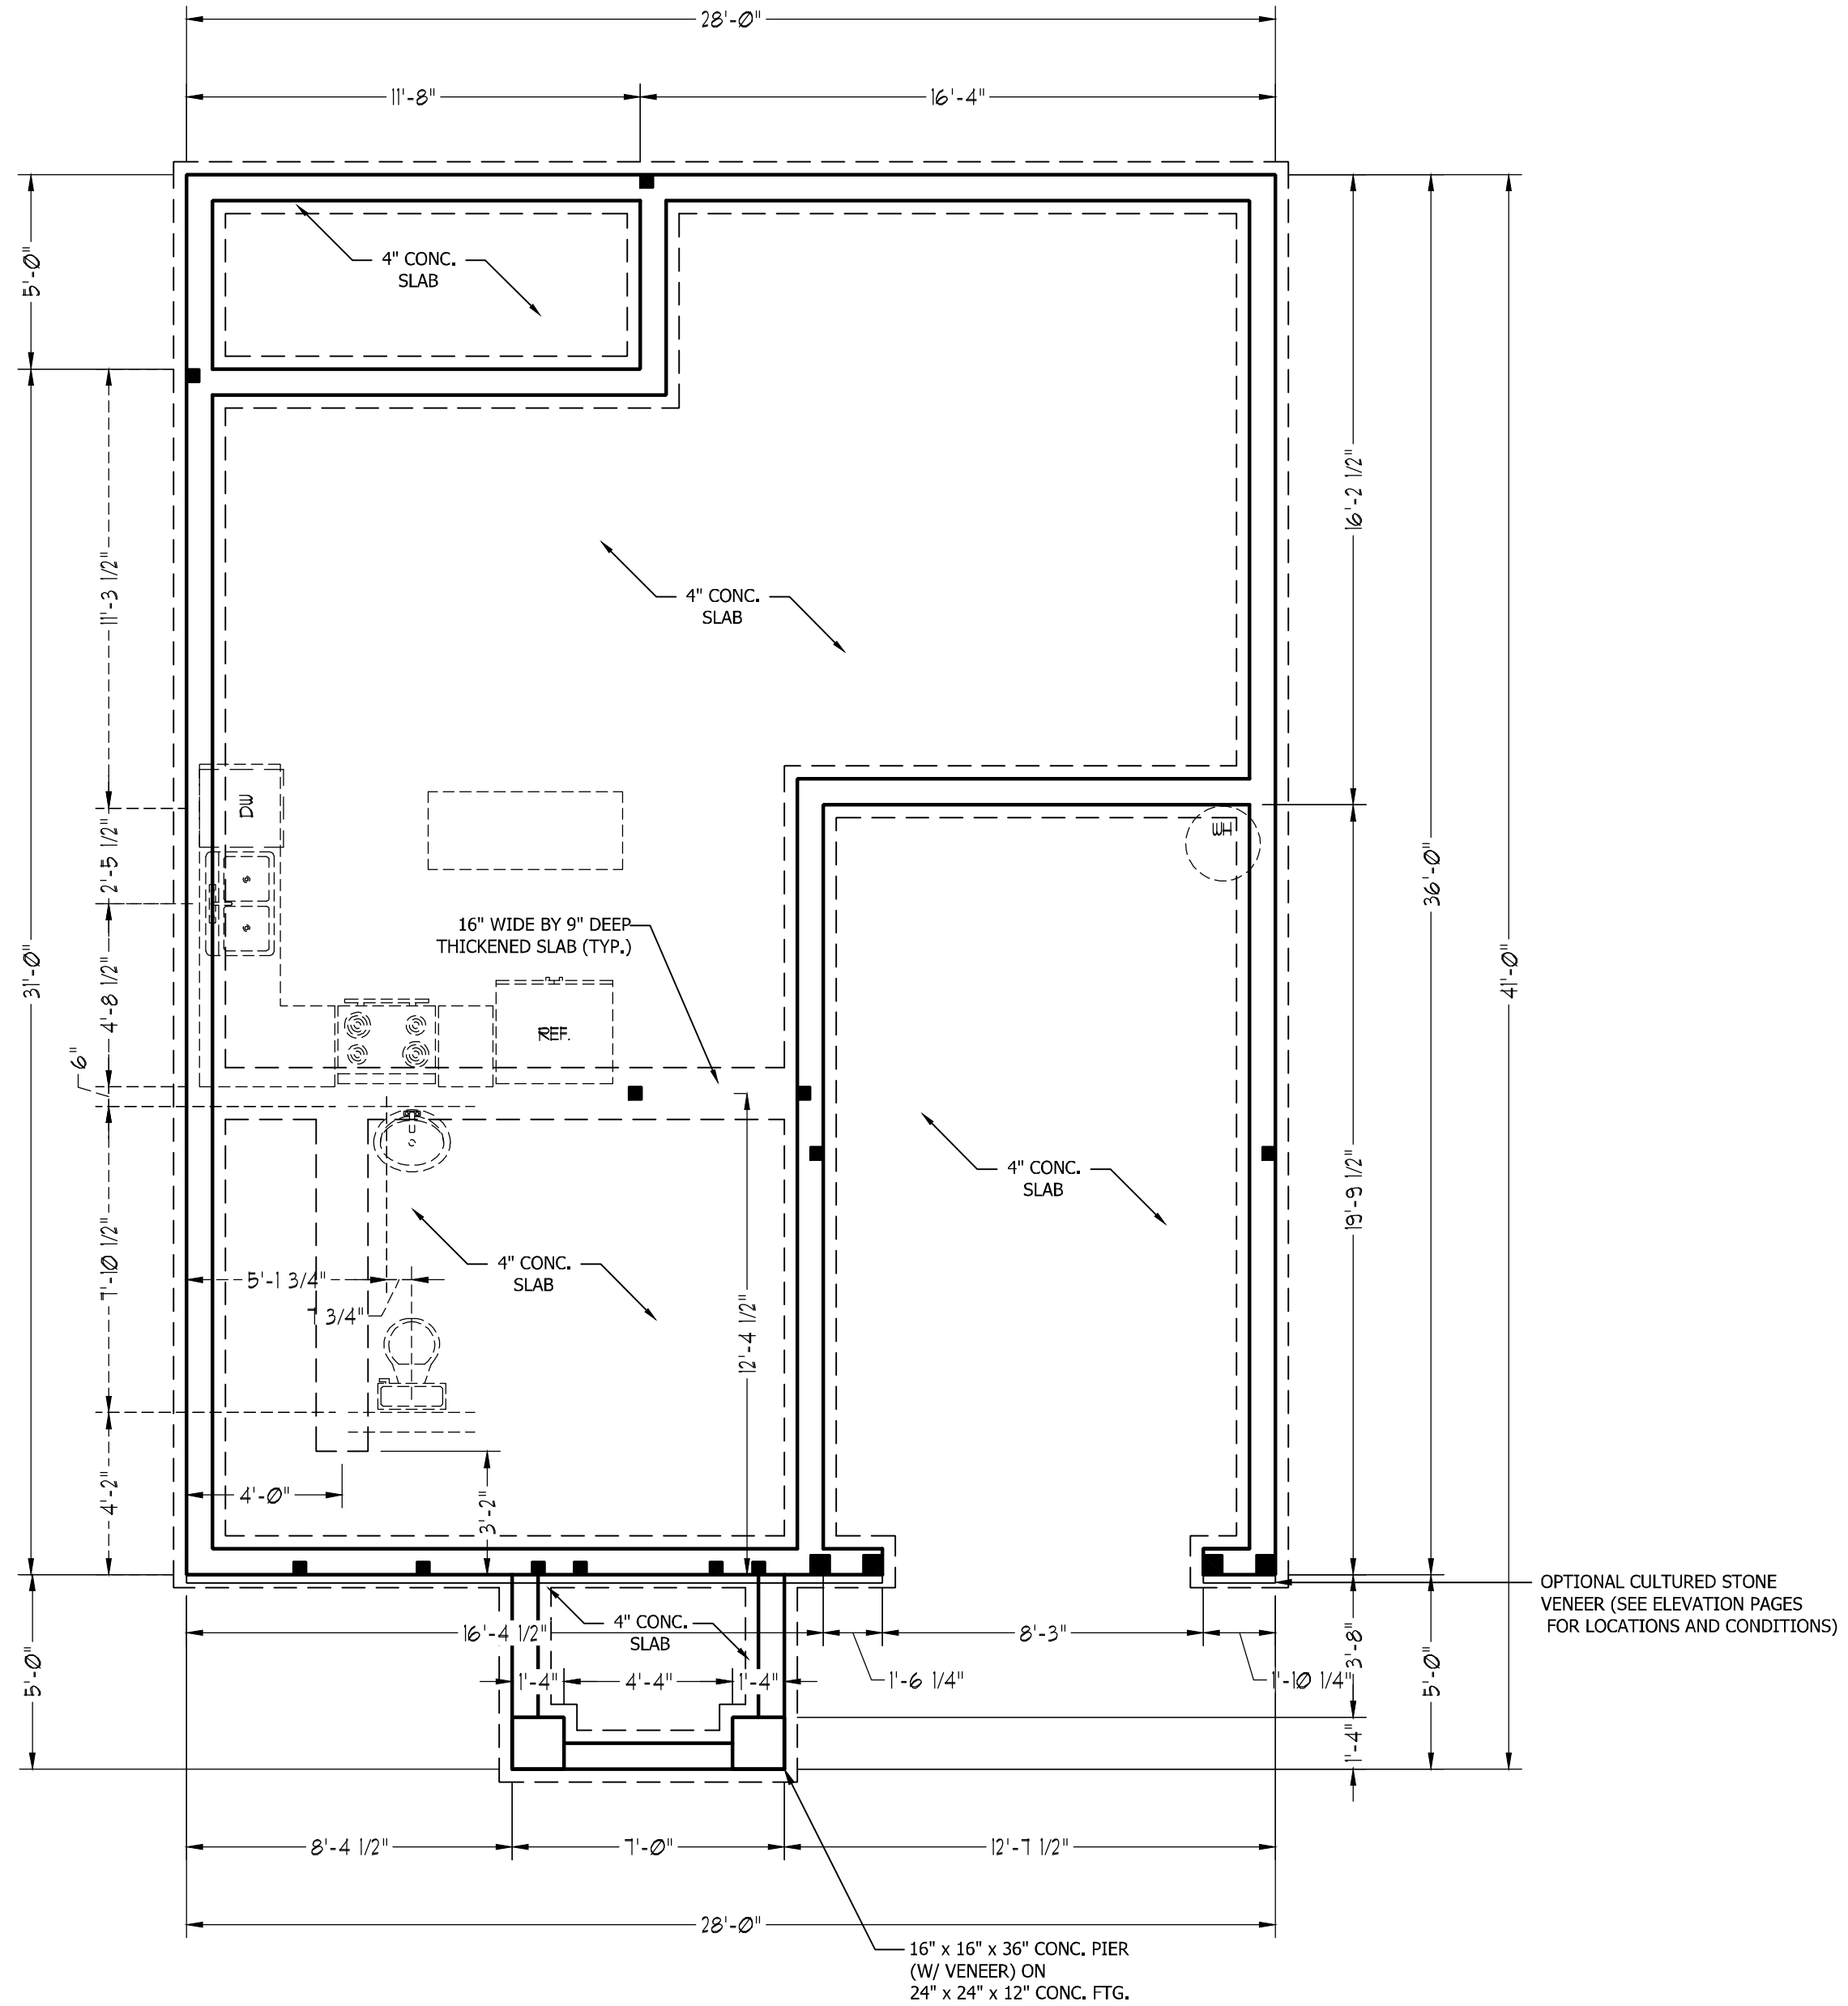 28'-0"
11'-8"
16'-4"
5'-0"
4" CONC.
SLAB
11'-3 1/2"
16'-2 1/2"
4" CONC.
SLAB
DW
2'-5 1/2"
WH
36'-0"
16" WIDE BY 9" DEEP
THICKENED SLAB (TYP.)
31'-0"
4'-8 1/2"
41'-0"
REF.
6"
4" CONC.
SLAB
19'-9 1/2"
7'-10 1/2"
4" CONC.
SLAB
5'-1 3/4"
7 3/4"
12'-4 1/2"
4'-2"
4'-0"
3'-2"
OPTIONAL CULTURED STONE
VENEER (SEE ELEVATION PAGES
FOR LOCATIONS AND CONDITIONS)
4" CONC.
SLAB
16'-4 1/2"
8'-3"
3'-8"
5'-0"
1'-4"
4'-4"
1'-4"
1'-6 1/4"
1'-10 1/4"
5'-0"
1'-4"
8'-4 1/2"
7'-0"
12'-7 1/2"
28'-0"
16" x 16" x 36" CONC. PIER
(W/ VENEER) ON
24" x 24" x 12" CONC. FTG.